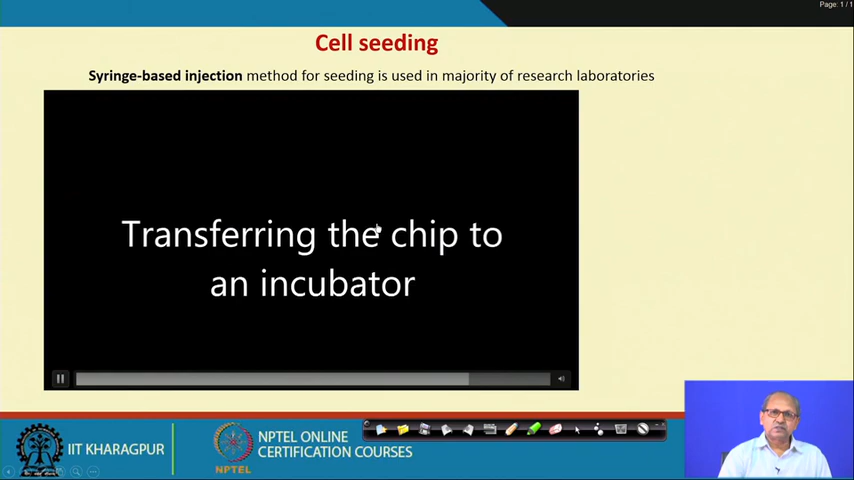 Page: 1 / 1
Cell seeding
Syringe-based injection method for seeding is used in majority of research laboratories
Transferring the chip to
an incubator
IIT KHARAGPUR
NPTEL
NPTEL ONLINE
CERTIFICATION COURSES